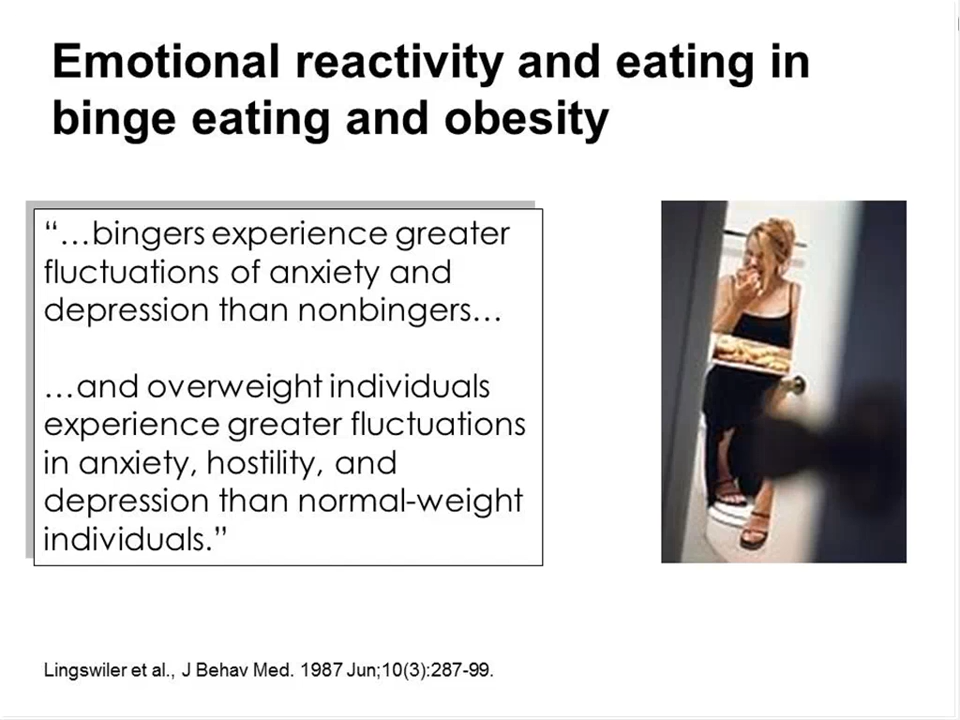 Emotional reactivity and eating in
binge eating and obesity
“…bingers experience greater
fluctuations of anxiety and
depression than nonbingers…
…and overweight individuals
experience greater fluctuations
in anxiety, hostility, and
depression than normal-weight
individuals.”
Lingswiler et al., J Behav Med. 1987 Jun;10(3):287-99.